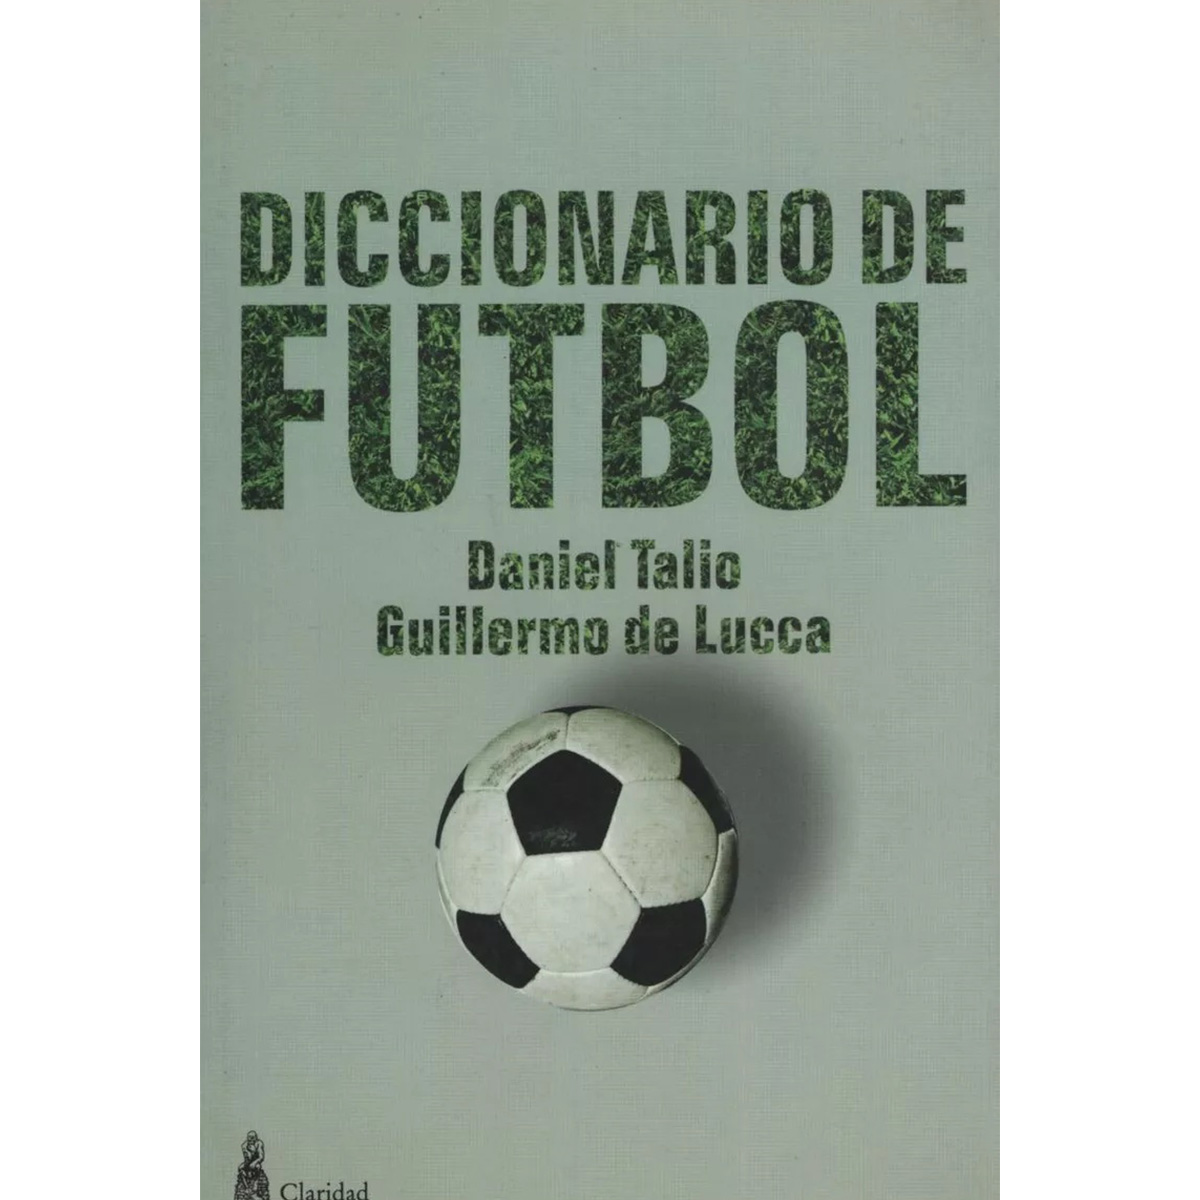 DICCIONARIO DE
FUTBOL
Daniel Talio
Guillermo de Lucca
Claridad